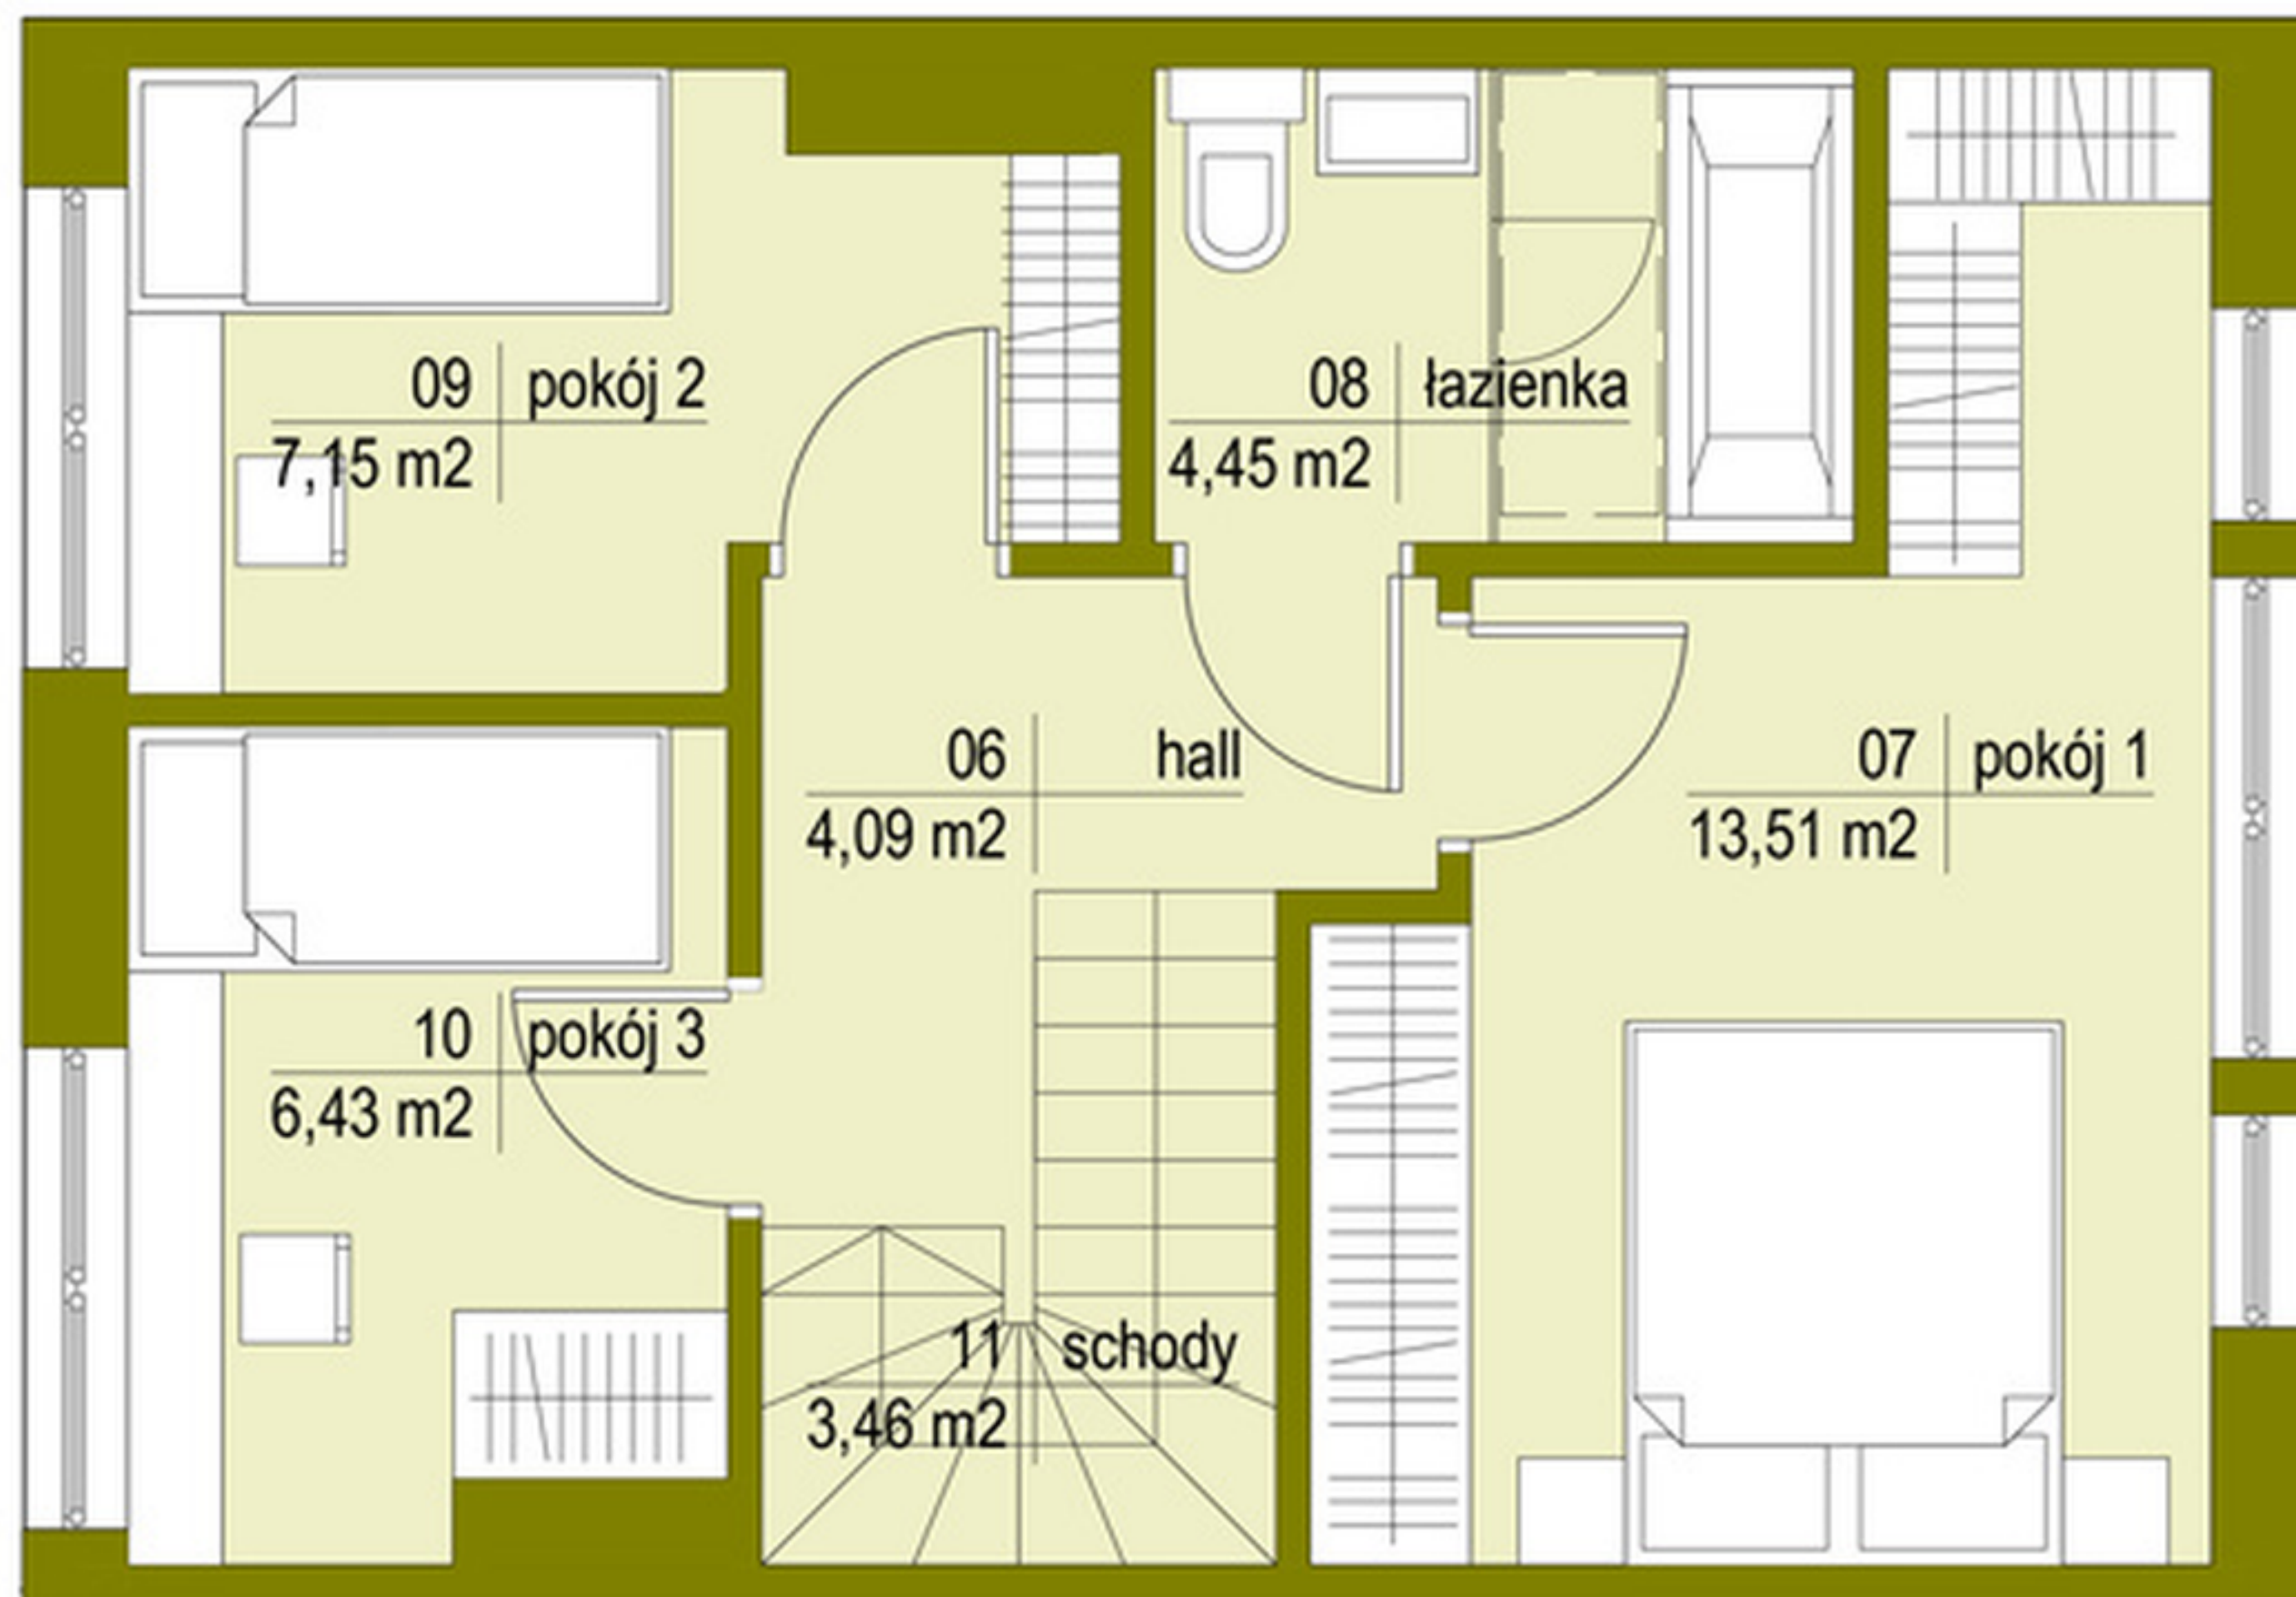 09 pokój 2
7,15 m2
08 łazienka
4,45 m2
06 hall
4,09 m2
07 pokój 1
13,51 m2
10 pokój 3
6,43 m2
11 schody
3,46 m2